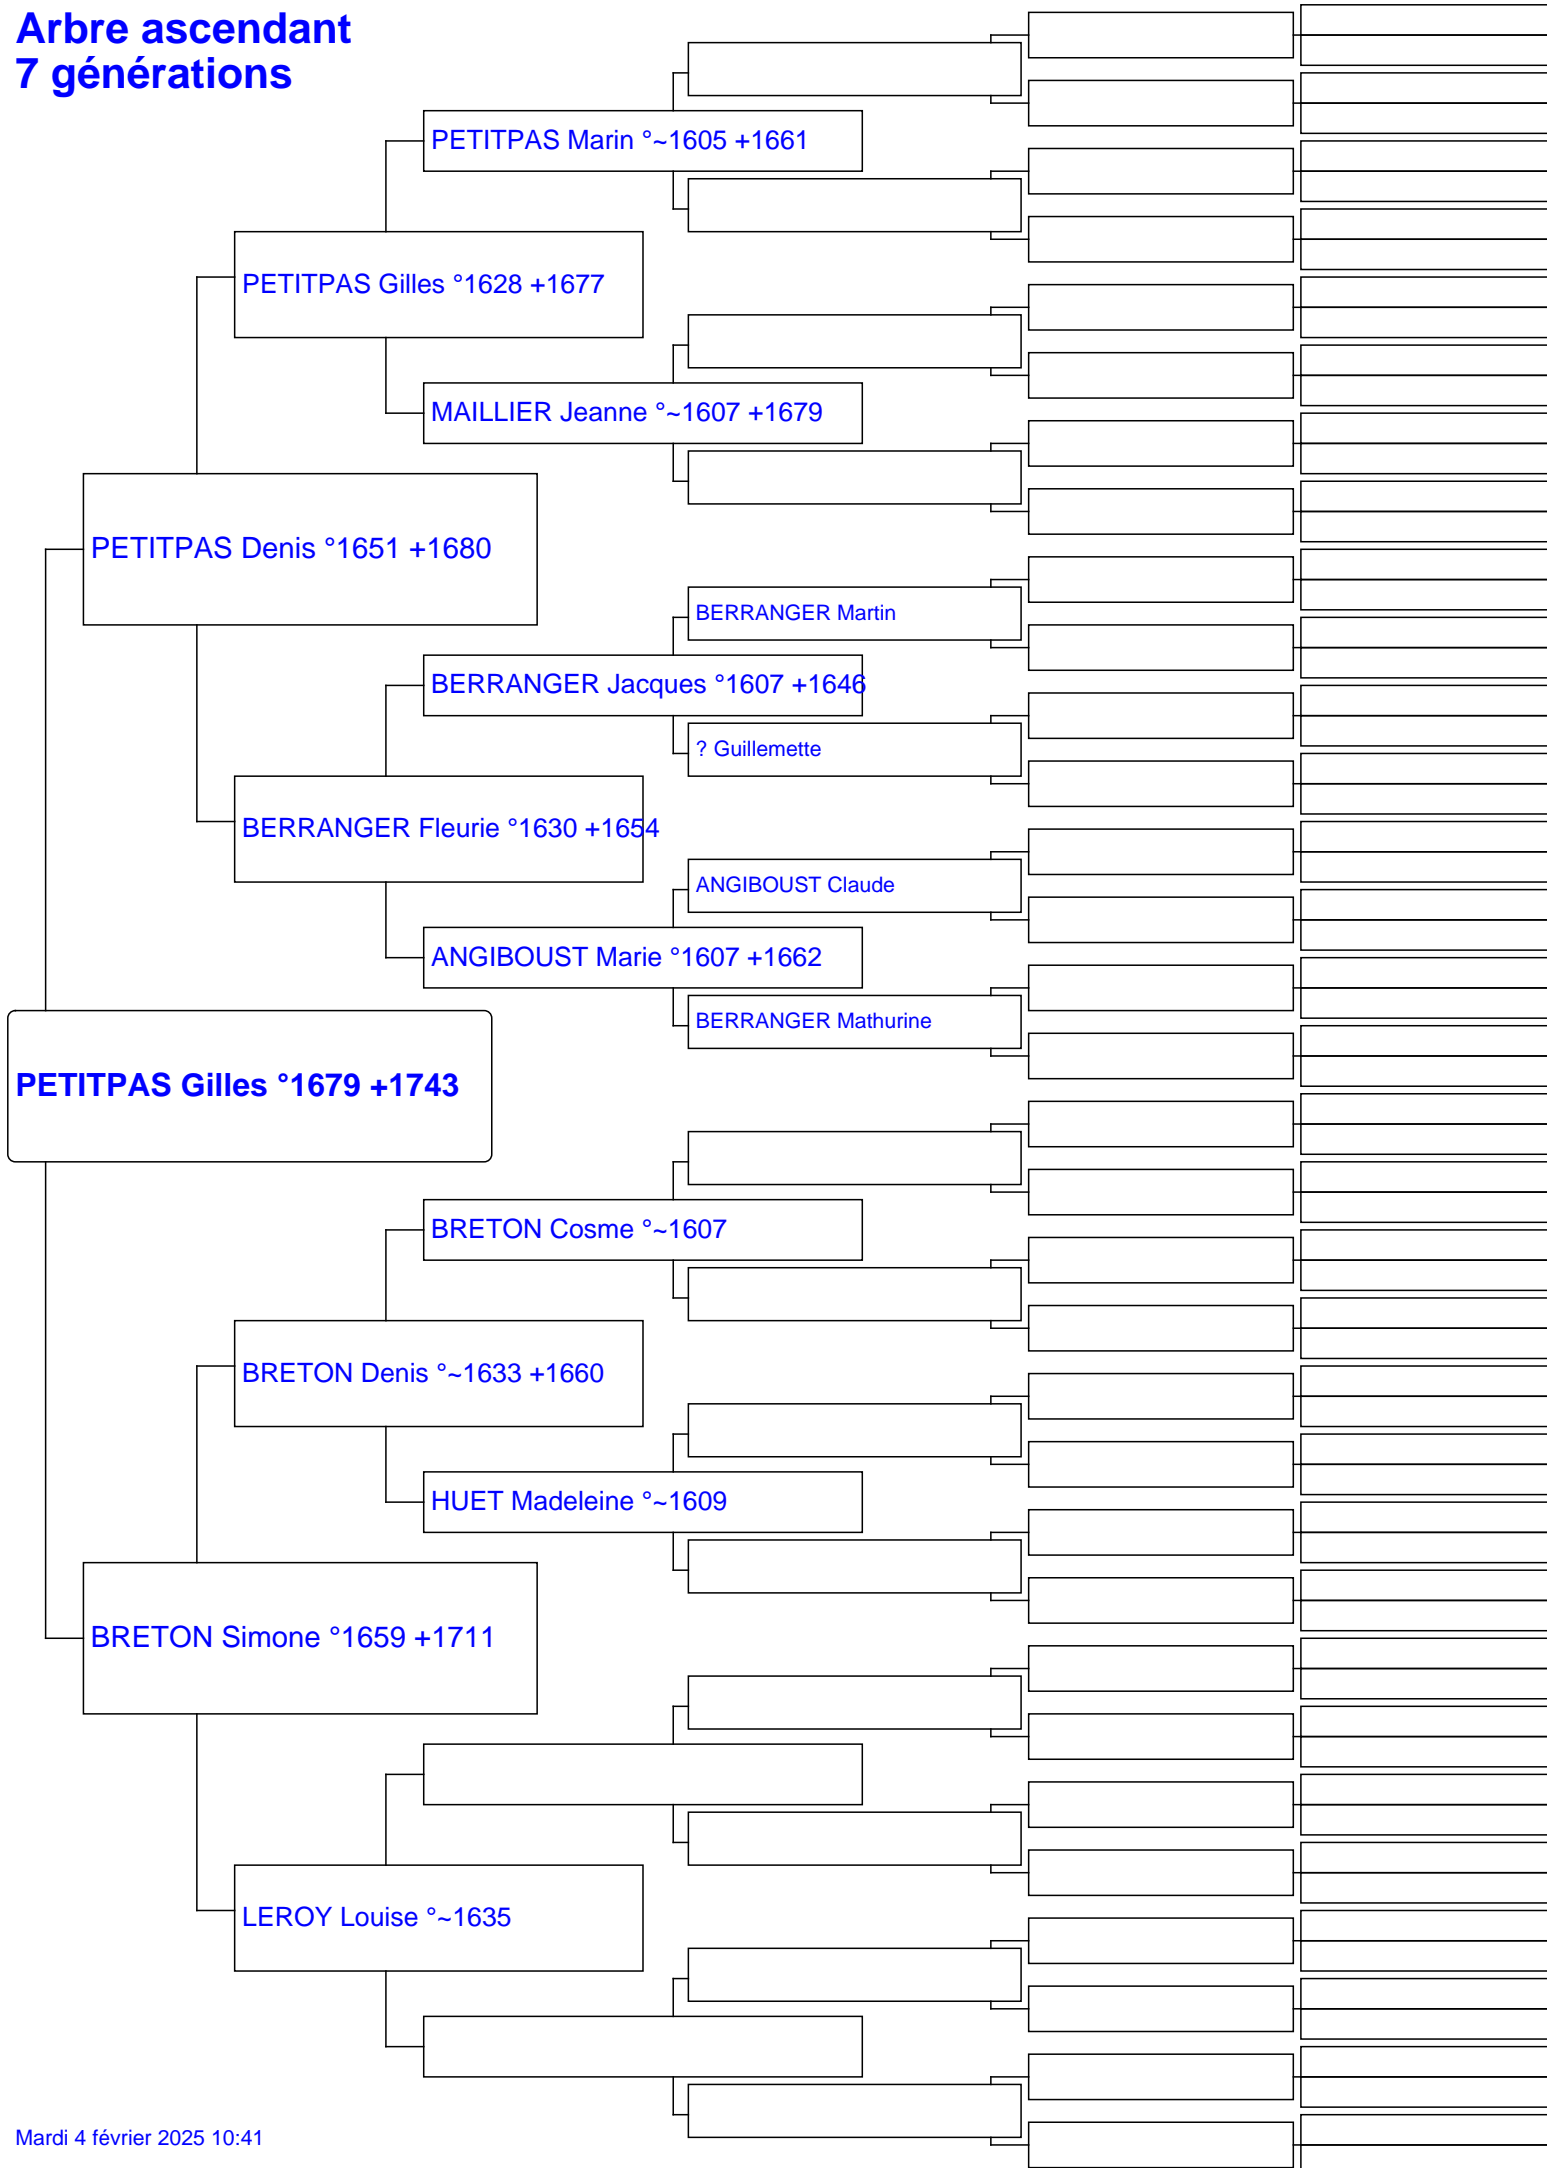 Arbre ascendant
7 générations
PETITPAS Marin °~1605 +1661
PETITPAS Gilles °1628 +1677
MAILLIER Jeanne °~1607 +1679
PETITPAS Denis °1651 +1680
BERRANGER Martin
BERRANGER Jacques °1607 +1646
? Guillemette
BERRANGER Fleurie °1630 +1654
ANGIBOUST Claude
ANGIBOUST Marie °1607 +1662
BERRANGER Mathurine
PETITPAS Gilles °1679 +1743
BRETON Cosme °~1607
BRETON Denis °~1633 +1660
HUET Madeleine °~1609
BRETON Simone °1659 +1711
LEROY Louise °~1635
Mardi 4 février 2025 10:41